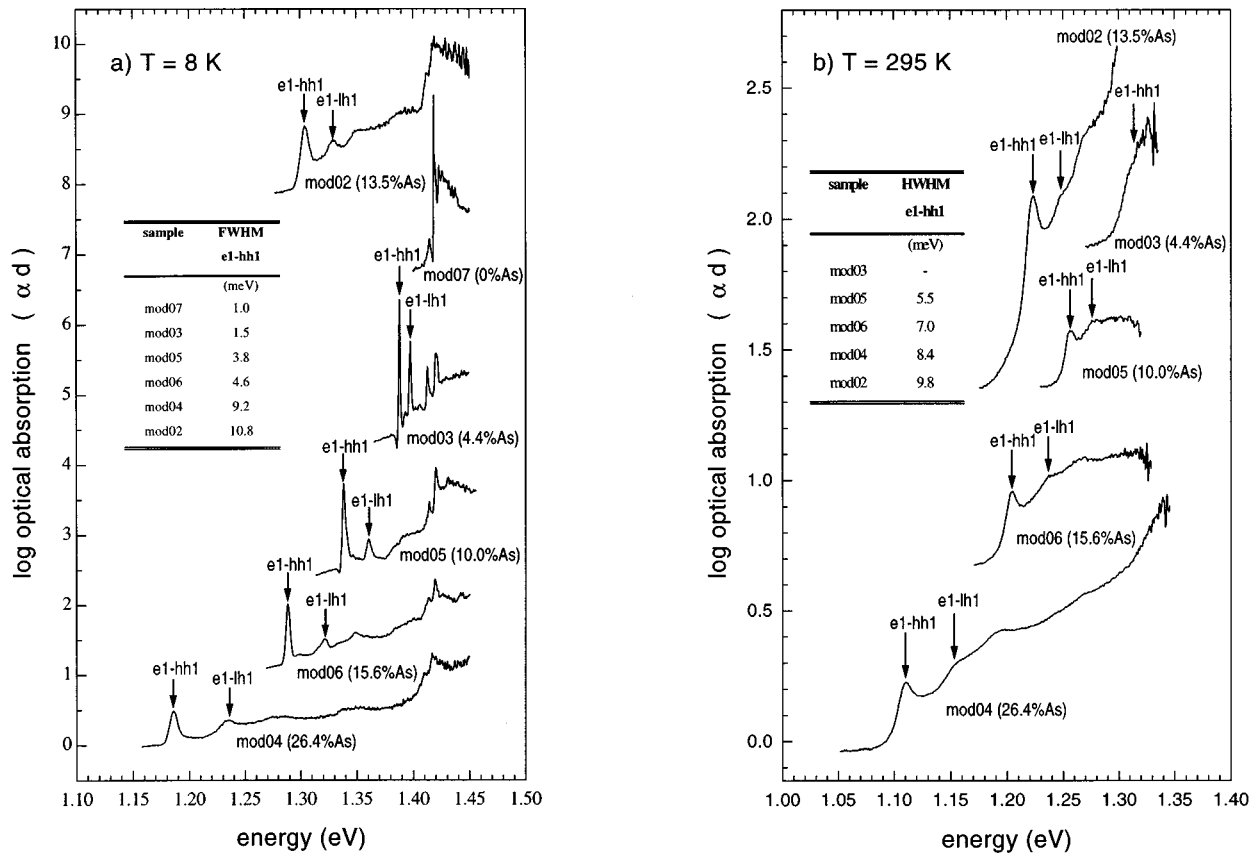 a) T = 8 K
10
9
8
7
6
5
4
3
2
1
0
log optical absorption ( αd )
e1-hh1
e1-lh1
mod02 (13.5%As)
mod07 (0%As)
e1-hh1
e1-lh1
mod03 (4.4%As)
e1-hh1
e1-lh1
mod05 (10.0%As)
e1-hh1
e1-lh1
mod06 (15.6%As)
e1-hh1
e1-lh1
mod04 (26.4%As)
sample FWHM
e1-hh1
(meV)
mod07 1.0
mod03 1.5
mod05 3.8
mod06 4.6
mod04 9.2
mod02 10.8
1.10 1.20 1.30 1.40 1.50 1.50
energy (eV)
b) T = 295 K
2.5
2.0
1.5
1.0
0.5
0.0
log optical absorption ( αd )
mod02 (13.5%As)
e1-hh1
e1-hh1
e1-lh1
mod03 (4.4%As)
e1-hh1
e1-lh1
mod05 (10.0%As)
e1-hh1
e1-lh1
mod06 (15.6%As)
e1-hh1
e1-lh1
mod04 (26.4%As)
sample HWHM
e1-hh1
(meV)
mod03 -
mod05 5.5
mod06 7.0
mod04 8.4
mod02 9.8
1.00 1.05 1.10 1.15 1.20 1.25 1.30 1.35 1.40
energy (eV)